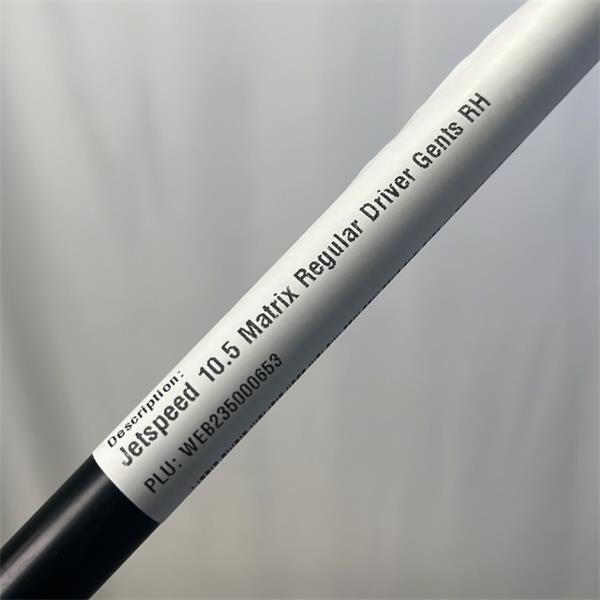 Description:
Jetspeed 10.5 Matrix Regular Driver Gents RH
PLU: WEB235000653